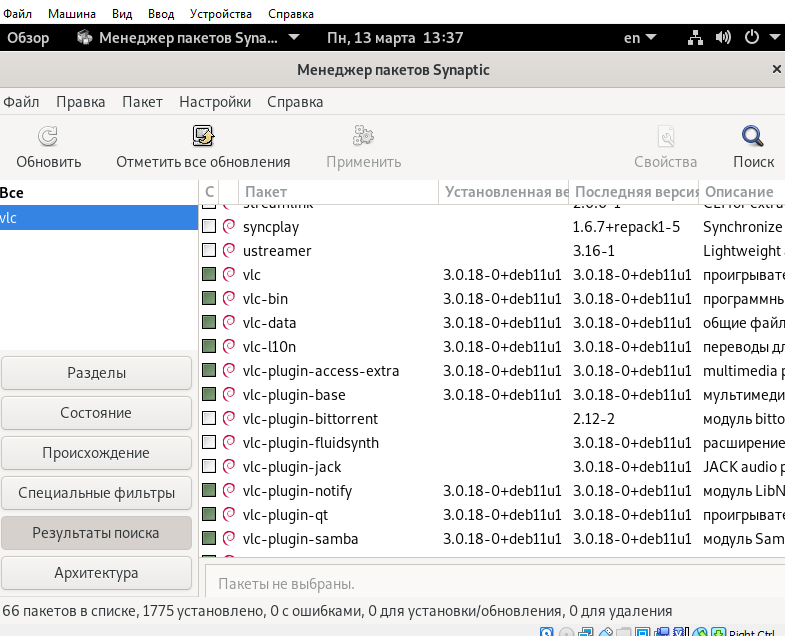 Файл Машина Вид Ввод Устройства Справка
Обзор Менеджер пакетов Syna... Пн, 13 марта 13:37 en
Менеджер пакетов Synaptic ×
Файл Правка Пакет Настройки Справка
Обновить Отметить все обновления Применить Свойства Поиск
Все
vlc
С Пакет Установленная ве Последняя версия Описание
streamlink 2.0.0-1
syncplay 1.6.7+repack1-5 Synchronize
ustreamer 3.16-1 Lightweight
vlc 3.0.18-0+deb11u1 3.0.18-0+deb11u1 проигрывате
vlc-bin 3.0.18-0+deb11u1 3.0.18-0+deb11u1 программны
vlc-data 3.0.18-0+deb11u1 3.0.18-0+deb11u1 общие файл
vlc-l10n 3.0.18-0+deb11u1 3.0.18-0+deb11u1 переводы дл
vlc-plugin-access-extra 3.0.18-0+deb11u1 3.0.18-0+deb11u1 multimedia p
vlc-plugin-base 3.0.18-0+deb11u1 3.0.18-0+deb11u1 мультимеди
vlc-plugin-bittorrent 2.12-2 модуль bitto
vlc-plugin-fluidsynth 3.0.18-0+deb11u1 расширение
vlc-plugin-jack 3.0.18-0+deb11u1 JACK audio p
vlc-plugin-notify 3.0.18-0+deb11u1 3.0.18-0+deb11u1 модуль LibN
vlc-plugin-qt 3.0.18-0+deb11u1 3.0.18-0+deb11u1 проигрывате
vlc-plugin-samba 3.0.18-0+deb11u1 3.0.18-0+deb11u1 модуль Sam
Разделы
Состояние
Происхождение
Специальные фильтры
Результаты поиска
Архитектура
Пакеты не выбраны.
66 пакетов в списке, 1775 установлено, 0 с ошибками, 0 для установки/обновления, 0 для удаления
Right Ctrl